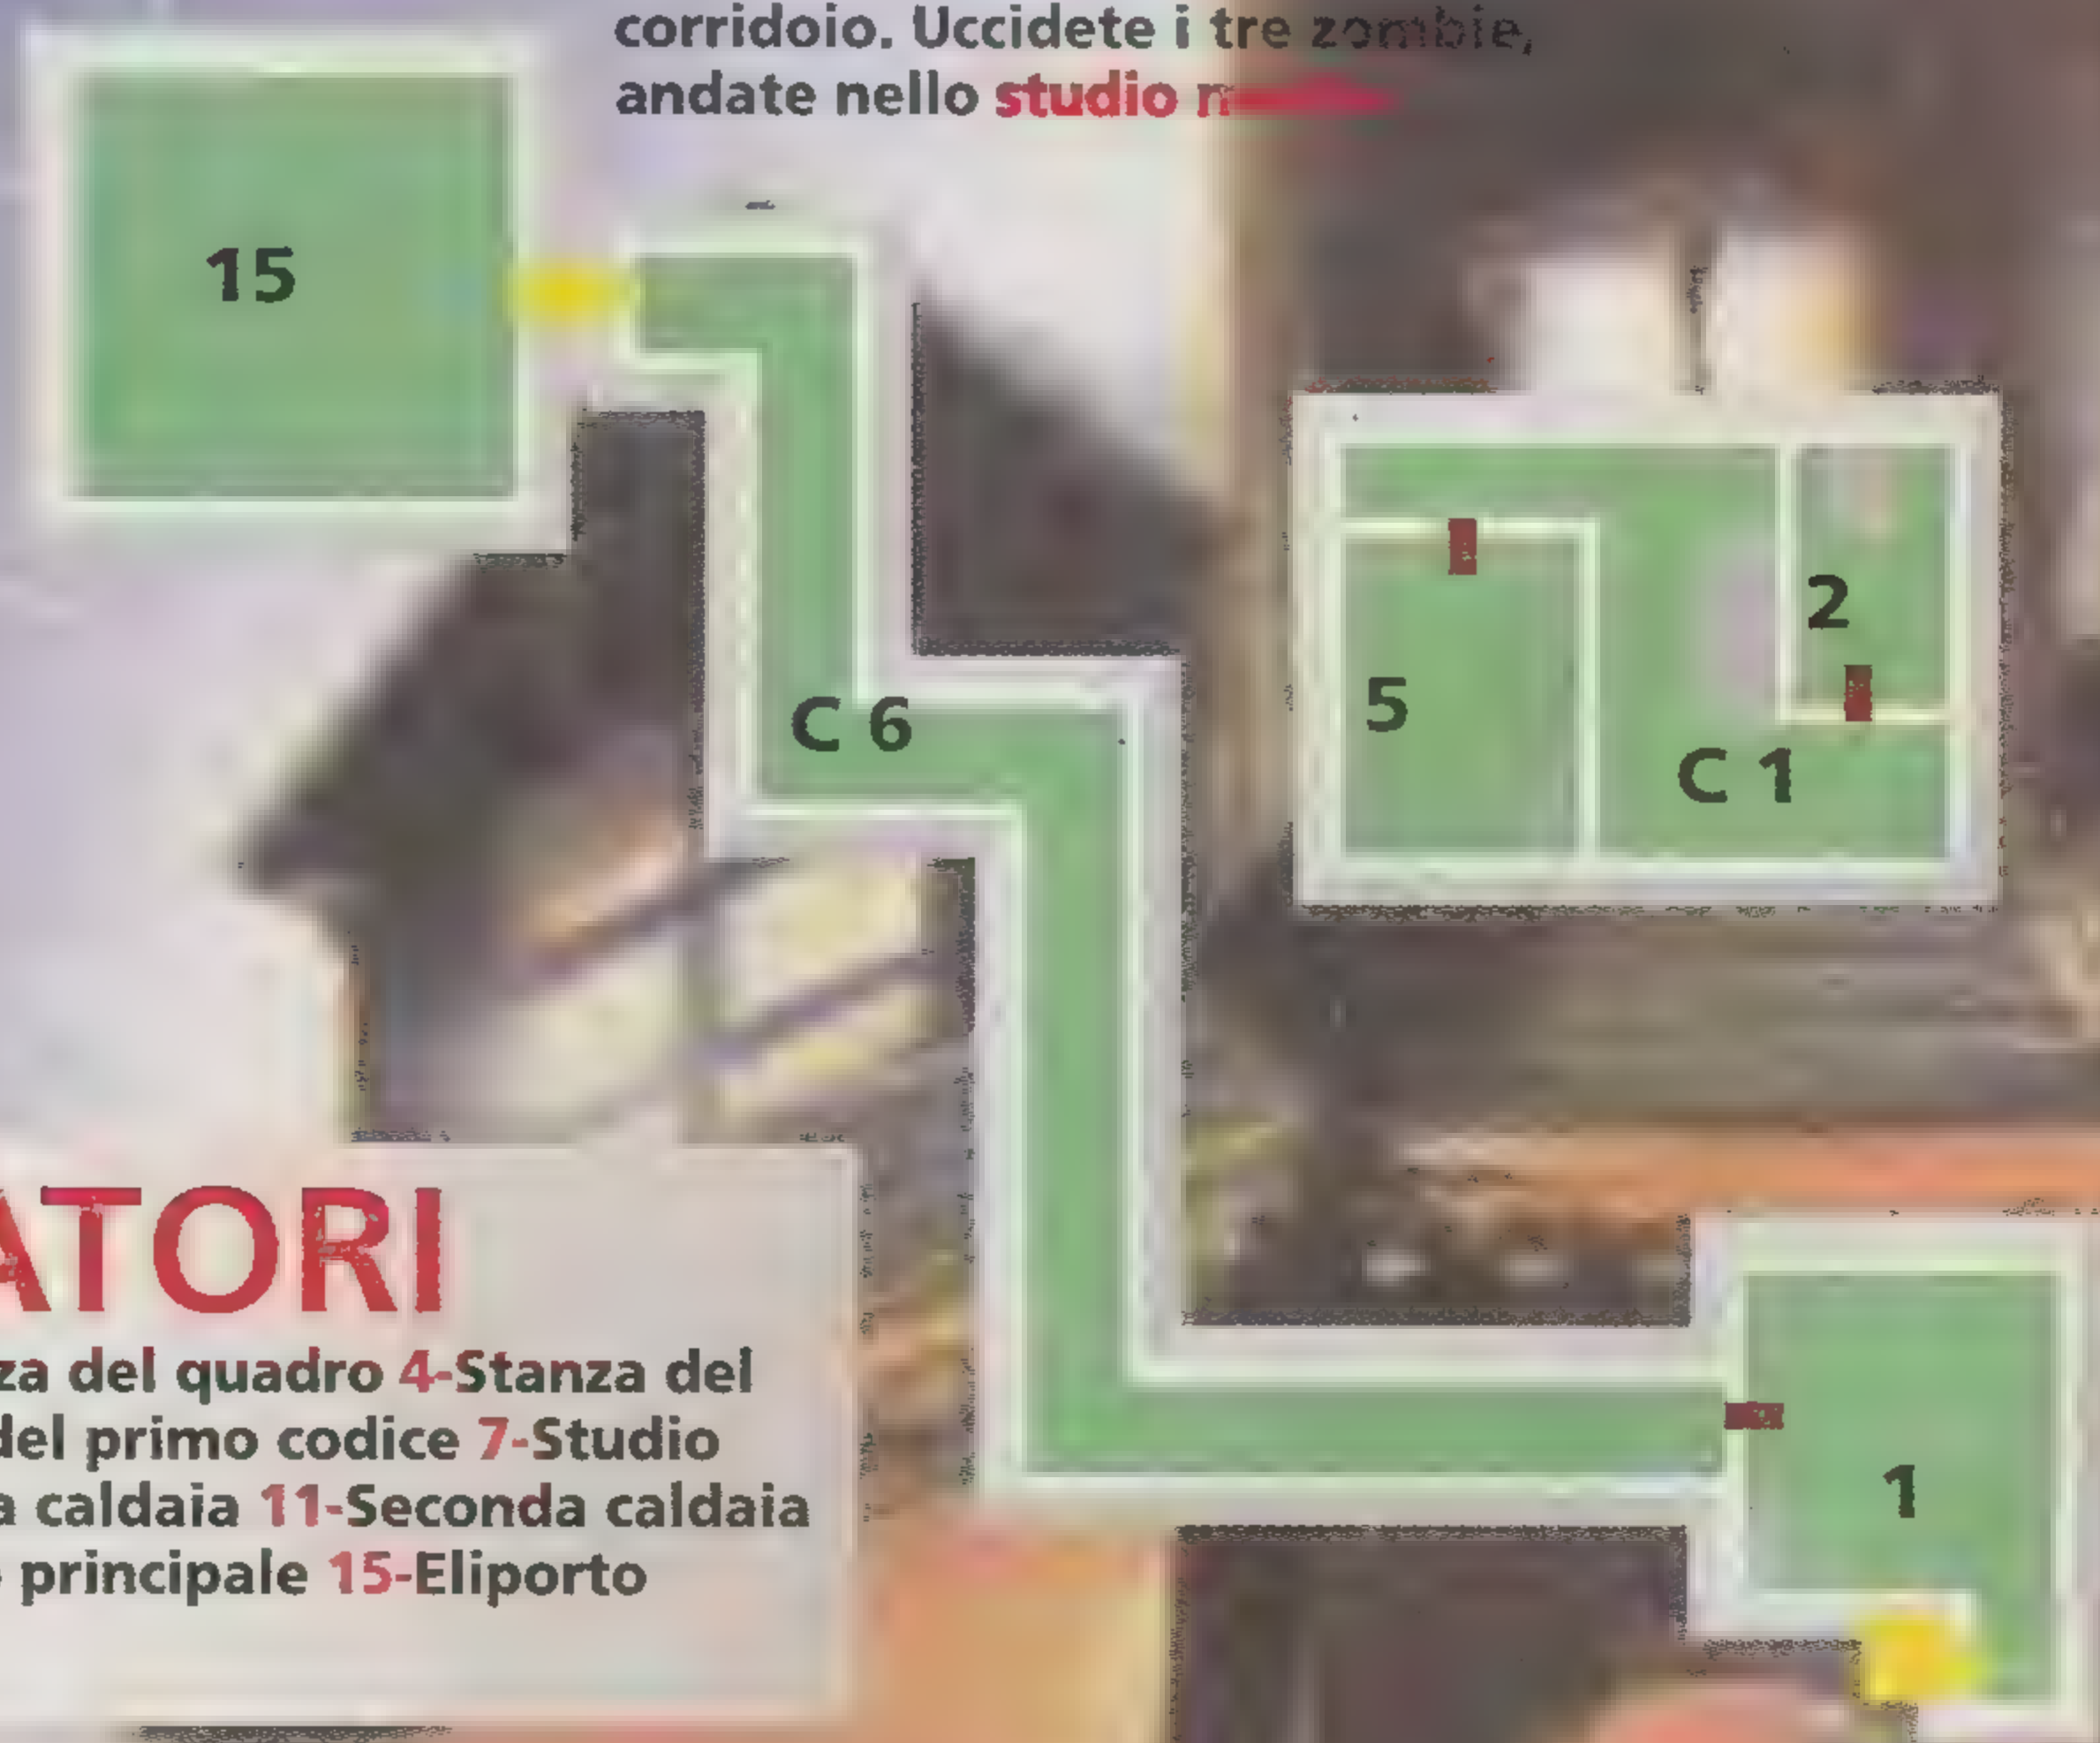 corridoio. Uccidete i tre zombie,
andate nello studio
15
C 6
2
5
C 1
ATORI
za del quadro 4-Stanza del
del primo codice 7-Studio
a caldaia 11-Seconda caldaia
principale 15-Eliporto
1